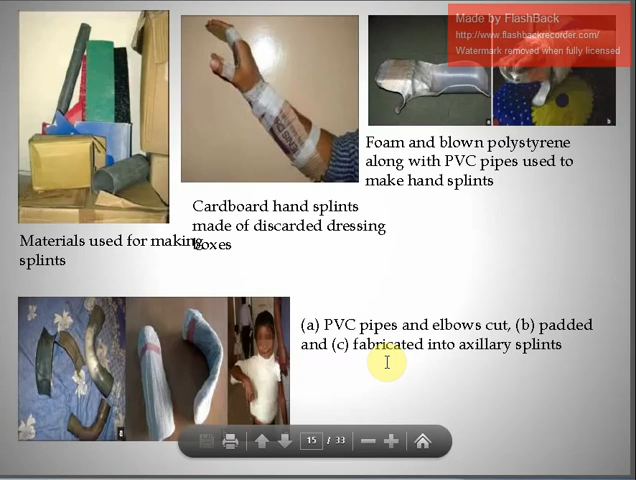 Made by FlashBack
http://www.flashbackrecorder.com/
Watermark removed when fully licensed
Foam and blown polystyrene
along with PVC pipes used to
make hand splints
Cardboard hand splints
made of discarded dressing
boxes
Materials used for making
splints
(a) PVC pipes and elbows cut, (b) padded
and (c) fabricated into axillary splints
a
b
a
15 / 33